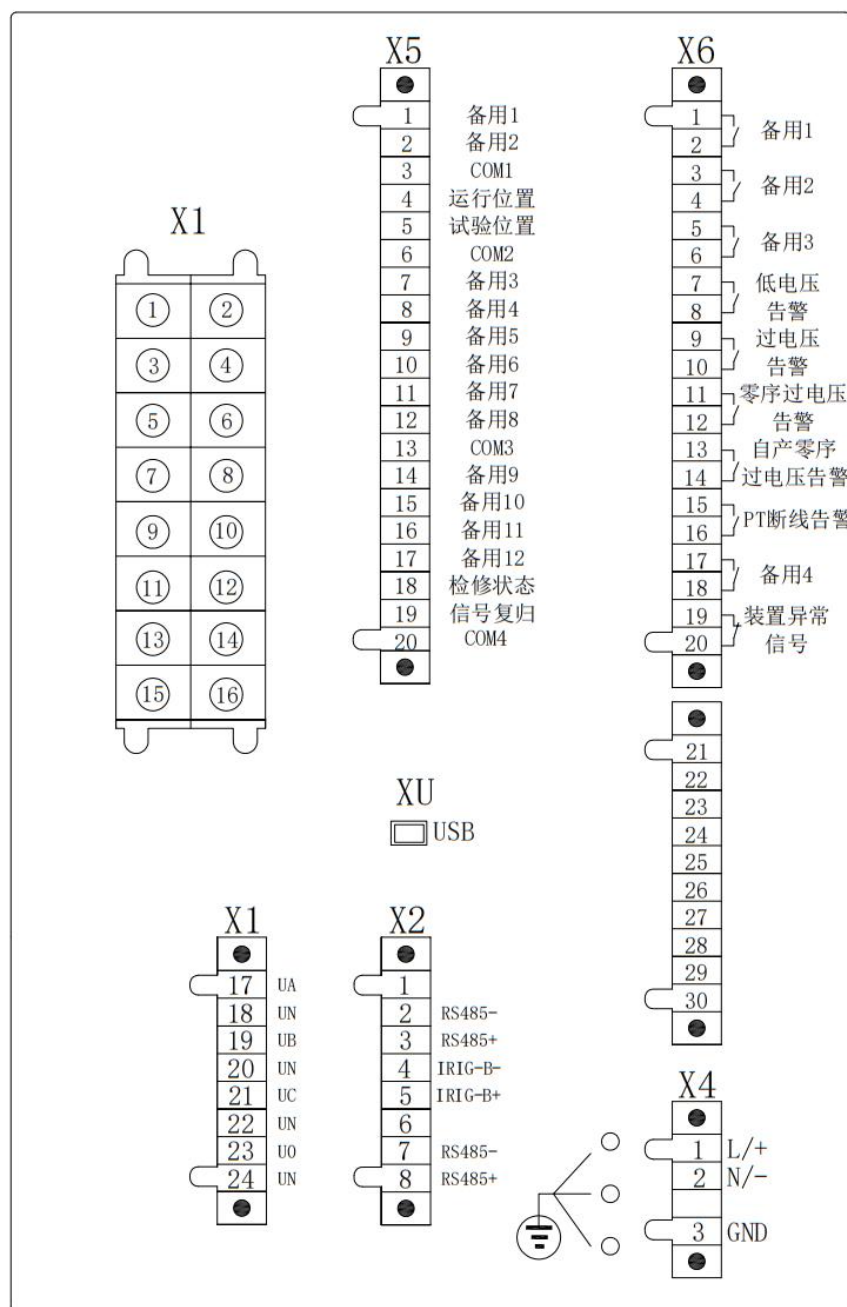 X5
1 备用1
2 备用2
3 COM1
4 运行位置
5 试验位置
6 COM2
7 备用3
8 备用4
9 备用5
10 备用6
11 备用7
12 备用8
13 COM3
14 备用9
15 备用10
16 备用11
17 备用12
18 检修状态
19 信号复归
20 COM4
X6
1
备用1
2
3
备用2
4
5
备用3
6
7 低电压
8 告警
9 过电压
10 告警
11 零序过电压
12 告警
13 自产零序
14 过电压告警
15
PT断线告警
16
17
备用4
18
19 装置异常
20 信号
21
22
23
24
25
26
27
28
29
30
X1
① ②
③ ④
⑤ ⑥
⑦ ⑧
⑨ ⑩
⑪ ⑫
⑬ ⑭
⑮ ⑯
XU
USB
X1
17 UA
18 UN
19 UB
20 UN
21 UC
22 UN
23 UO
24 UN
X2
1
2 RS485-
3 RS485+
4 IRIG-B-
5 IRIG-B+
6
7 RS485-
8 RS485+
X4
1 L/+
2 N/-
3 GND